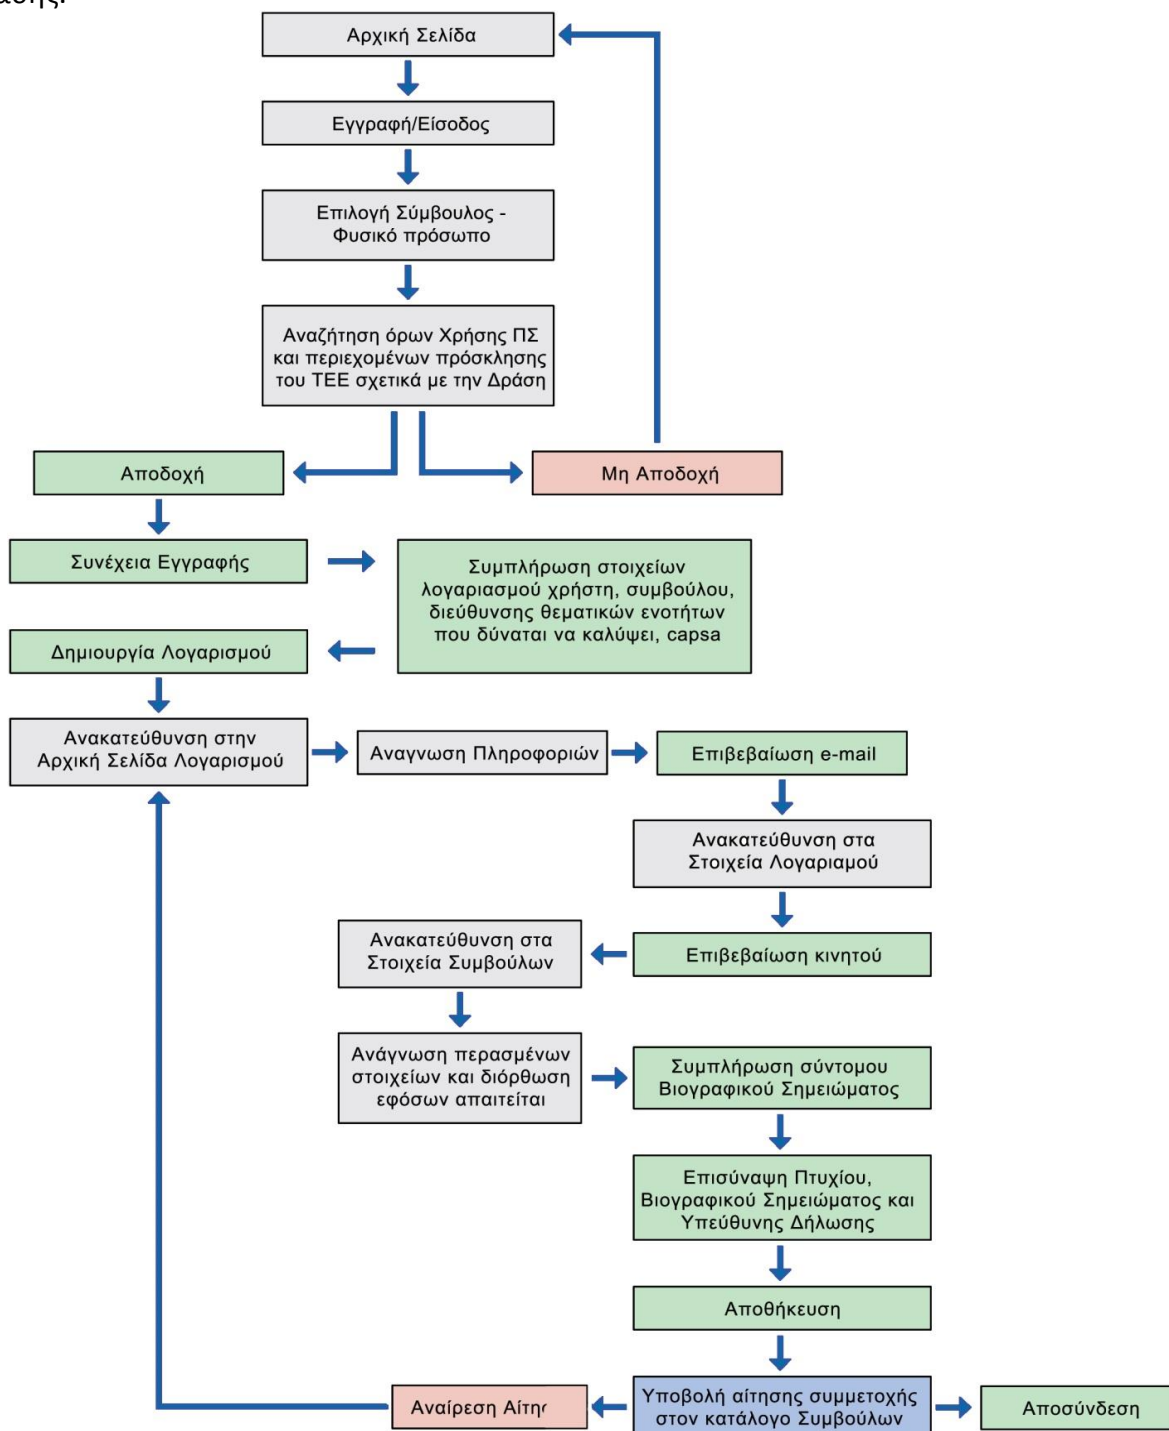 Αρχική Σελίδα
Εγγραφή/Είσοδος
Επιλογή Σύμβουλος -
Φυσικό πρόσωπο
Αναζήτηση όρων Χρήσης ΠΣ
και περιεχομένων πρόσκλησης
του ΤΕΕ σχετικά με την Δράση
Αποδοχή
Μη Αποδοχή
Συνέχεια Εγγραφής
Συμπλήρωση στοιχείων
λογαριασμού χρήστη, συμβούλου,
διεύθυνσης θεματικών ενοτήτων
που δύναται να καλύψει, capsa
Δημιουργία Λογαρισμού
Ανακατεύθυνση στην
Αρχική Σελίδα Λογαρισμού
Αναγνωση Πληροφοριών
Επιβεβαίωση e-mail
Ανακατεύθυνση στα
Στοιχεία Λογαριαμού
Επιβεβαίωση κινητού
Ανακατεύθυνση στα
Στοιχεία Συμβούλων
Ανάγνωση περασμένων
στοιχείων και διόρθωση
εφόσων απαιτείται
Συμπλήρωση σύντομου
Βιογραφικού Σημειώματος
Επισύναψη Πτυχίου,
Βιογραφικού Σημειώματος και
Υπεύθυνης Δήλωσης
Αποθήκευση
Υποβολή αίτησης συμμετοχής
στον κατάλογο Συμβούλων
Αναίρεση
Αποσύνδεση